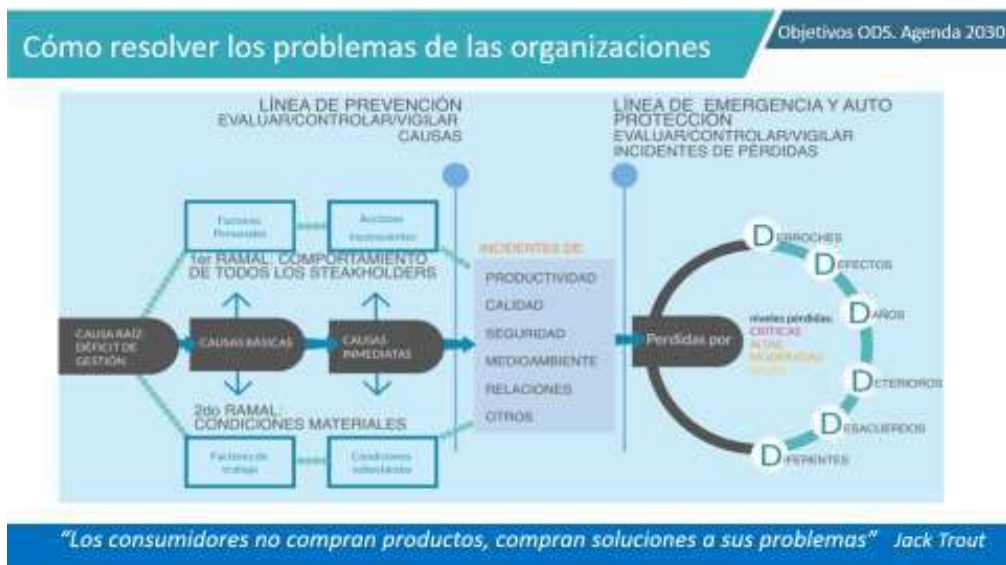 Cómo resolver los problemas de las organizaciones
Objetivos ODS. Agenda 2030
LÍNEA DE PREVENCIÓN
EVALUAR/CONTROLAR/VIGILAR
CAUSAS
LÍNEA DE EMERGENCIA Y AUTO
PROTECCIÓN
EVALUAR/CONTROLAR/VIGILAR
INCIDENTES DE PÉRDIDAS
Factores
Personales
Acciones
1er RAMAL: COMPORTAMIENTO
DE TODOS LOS STEAKHOLDERS
CAUSA RAÍZ:
DÉFICIT DE
GESTIÓN
CAUSAS BÁSICAS
CAUSAS
INMEDIATAS
2do RAMAL:
CONDICIONES MATERIALES
Factores de
trabajo
Condiciones
INCIDENTES DE:
PRODUCTIVIDAD
CALIDAD
SEGURIDAD
MEDIOAMBIENTE
RELACIONES
OTROS
Perdidas por
niveles pérdidas:
CRÍTICAS
ALTAS
MODERADAS
DERROCHES
DEFECTOS
DAÑOS
DETERIOROS
DESACUERDOS
DIFERENTES
"Los consumidores no compran productos, compran soluciones a sus problemas" Jack Trout